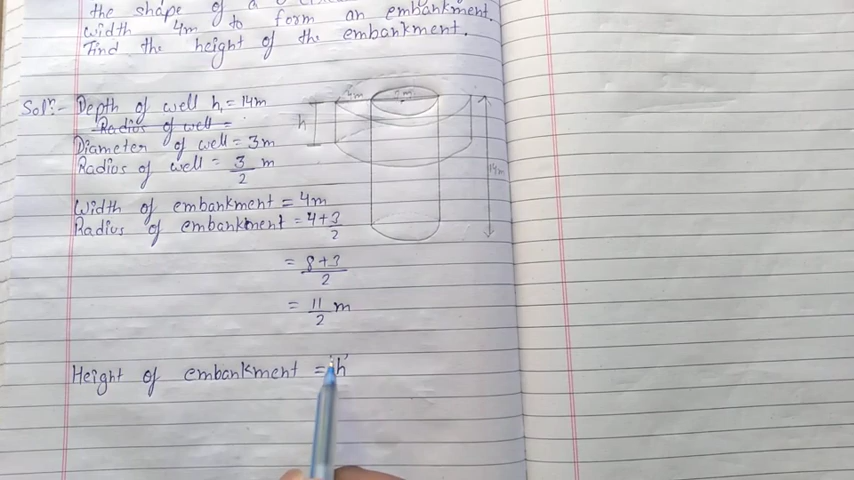 the shape of a
width 4m to form an embankment.
Find the height of the embankment.
Solⁿ:- Depth of well h₁ = 14m
Radius of well =
Diameter of well = 3m
Radius of well = 3/2 m
Width of embankment = 4m
Radius of embankment = 4+3/2
= 8+3/2
= 11/2 m
Height of embankment = 'h'
4m
h
14m